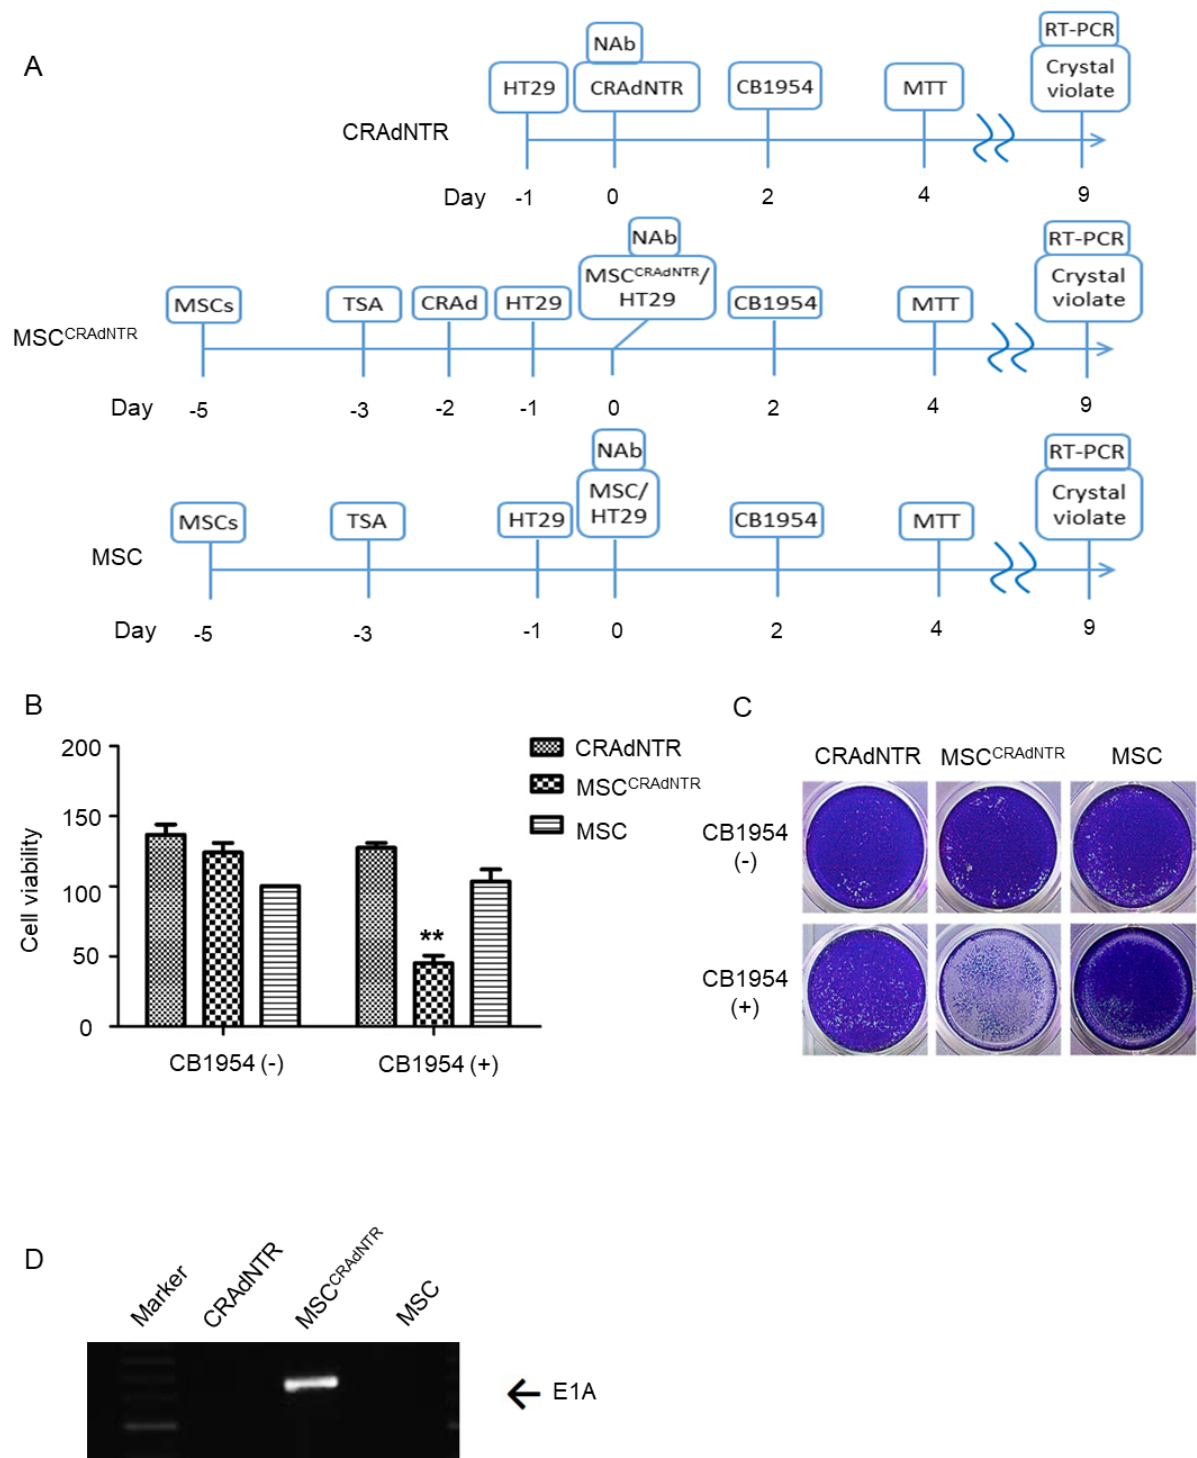 A
NAb
RT-PCR
HT29
CRAdNTR
CB1954
MTT
Crystal
violate
CRAdNTR
Day -1 0 2 4 9
NAb
RT-PCR
MSCs
TSA
CRAd
HT29
MSCCRAdNTR/
HT29
CB1954
MTT
Crystal
violate
MSCCRAdNTR
Day -5 -3 -2 -1 0 2 4 9
NAb
RT-PCR
MSCs
TSA
HT29
MSC/
HT29
CB1954
MTT
Crystal
violate
MSC
Day -5 -3 -1 0 2 4 9
B
200
150
100
50
0
Cell viability
**
CB1954 (-)
CB1954 (+)
CRAdNTR
MSCCRAdNTR
MSC
C
CRAdNTR MSCCRAdNTR MSC
CB1954
(-)
CB1954
(+)
D
Marker
CRAdNTR
MSCCRAdNTR
MSC
E1A